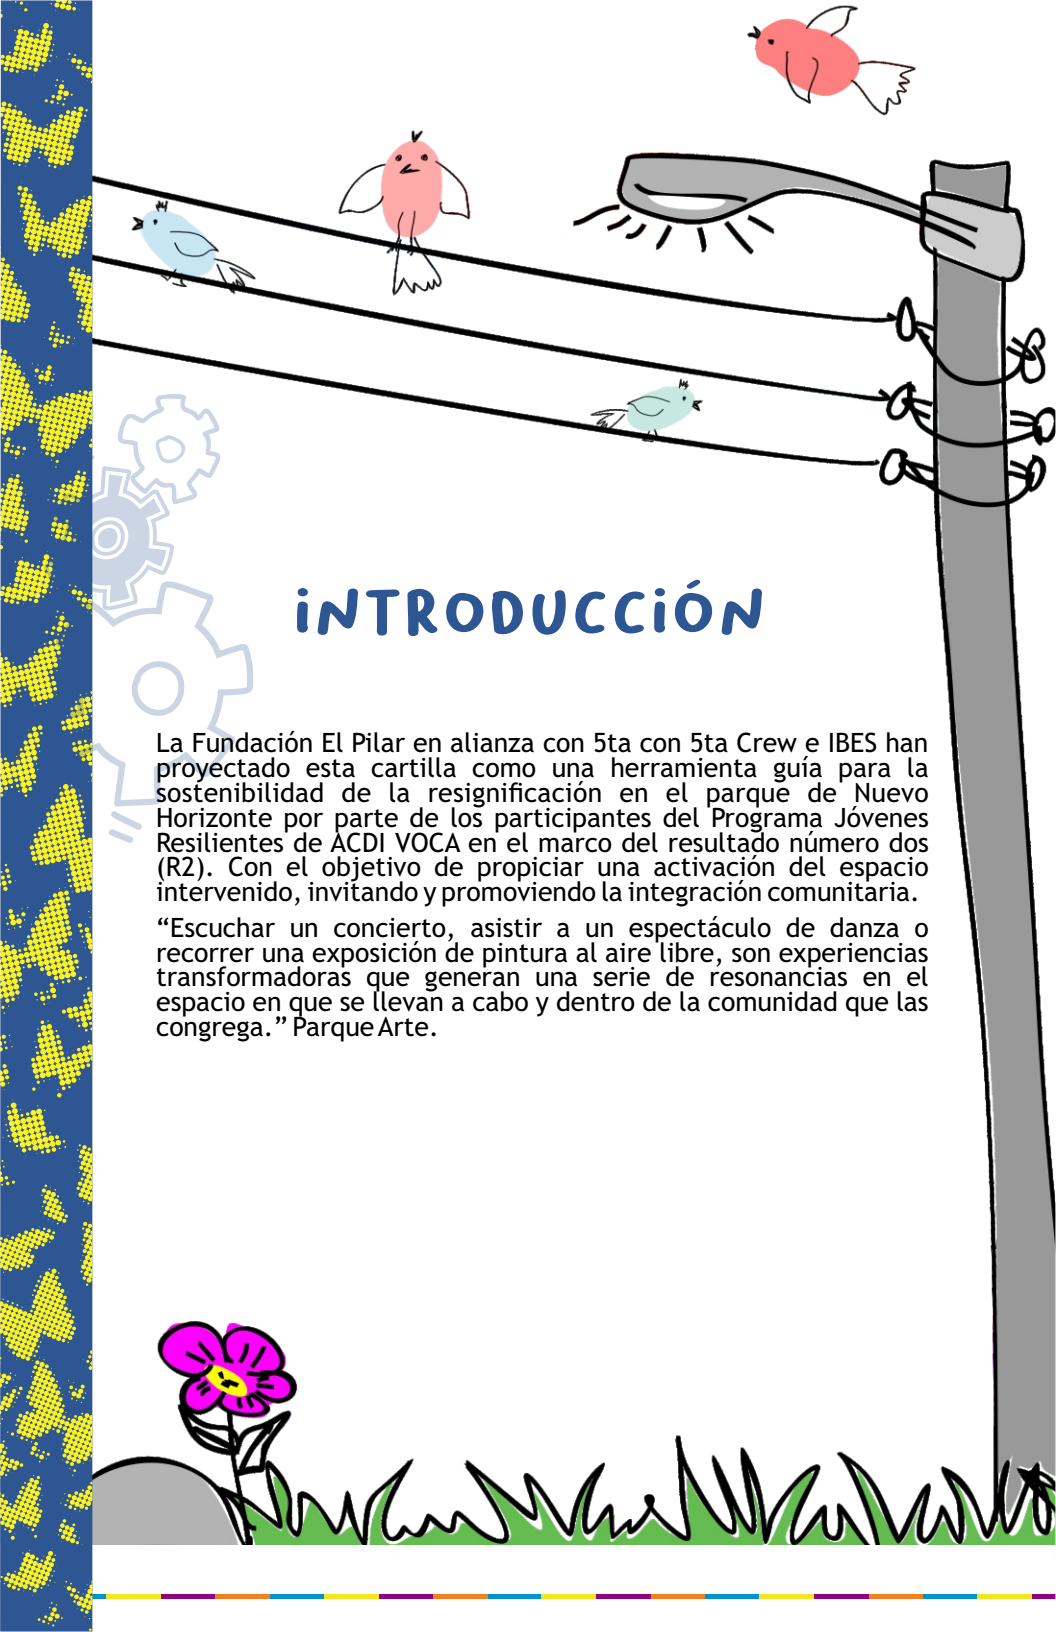 iNTRODUCCiÓN
La Fundación El Pilar en alianza con 5ta con 5ta Crew e IBES han
proyectado esta cartilla como una herramienta guía para la
sostenibilidad de la resignificación en el parque de Nuevo
Horizonte por parte de los participantes del Programa Jóvenes
Resilientes de ACDI VOCA en el marco del resultado número dos
(R2). Con el objetivo de propiciar una activación del espacio
intervenido, invitando y promoviendo la integración comunitaria.
“Escuchar un concierto, asistir a un espectáculo de danza o
recorrer una exposición de pintura al aire libre, son experiencias
transformadoras que generan una serie de resonancias en el
espacio en que se llevan a cabo y dentro de la comunidad que las
congrega.” Parque Arte.